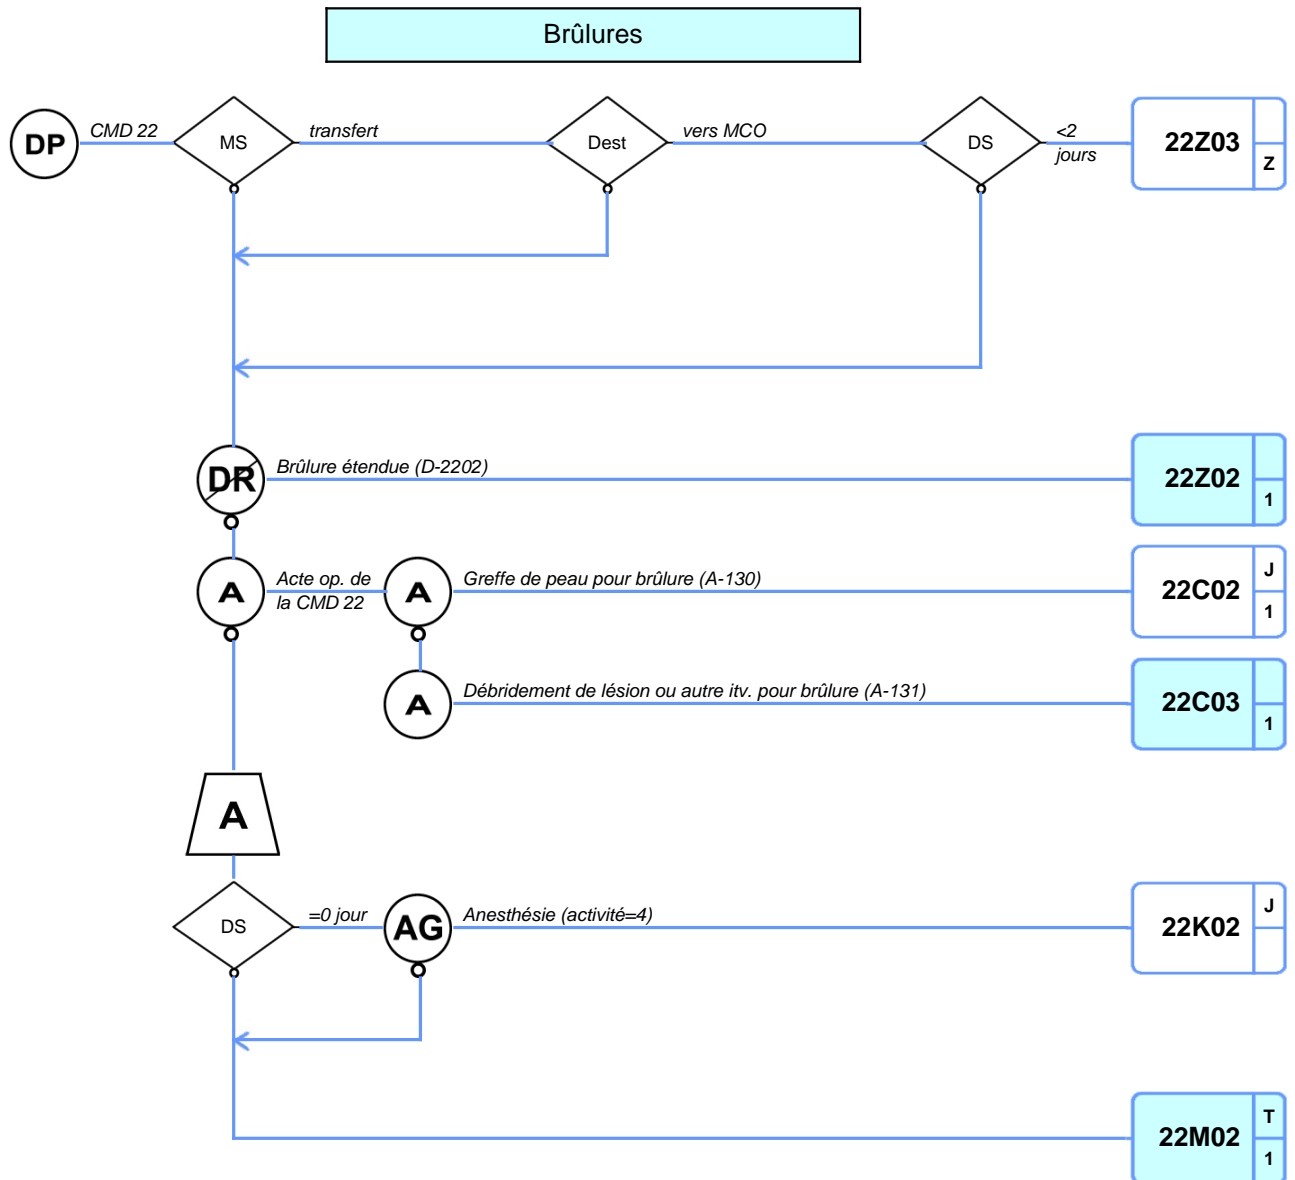 Brûlures
DP
CMD 22
MS
transfert
Dest
vers MCO
DS
<2
jours
22Z03
Z
DR
Brûlure étendue (D-2202)
22Z02
1
A
Acte op. de
la CMD 22
A
Greffe de peau pour brûlure (A-130)
22C02
J
1
A
Débridement de lésion ou autre itv. pour brûlure (A-131)
22C03
1
A
DS
=0 jour
AG
Anesthésie (activité=4)
22K02
J
22M02
T
1